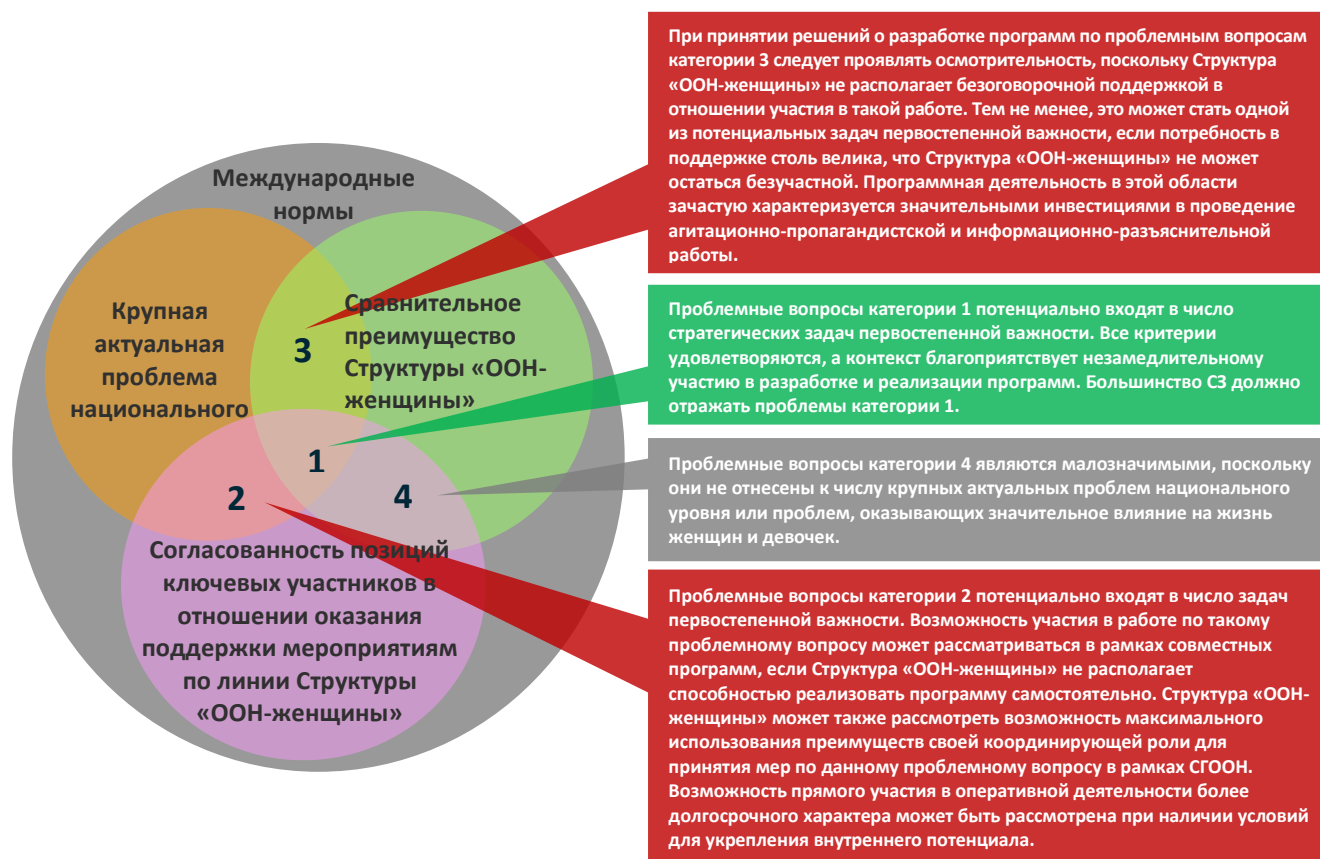 Международные
нормы
Крупная
актуальная
проблема
национального
Сравнительное
преимущество
Структуры «ООН-
женщины»
3
1
2
4
Согласованность позиций
ключевых участников в
отношении оказания
поддержки мероприятиям
по линии Структуры
«ООН-женщины»
При принятии решений о разработке программ по проблемным вопросам
категории 3 следует проявлять осмотрительность, поскольку Структура
«ООН-женщины» не располагает безоговорочной поддержкой в
отношении участия в такой работе. Тем не менее, это может стать одной
из потенциальных задач первостепенной важности, если потребность в
поддержке столь велика, что Структура «ООН-женщины» не может
остаться безучастной. Программная деятельность в этой области
зачастую характеризуется значительными инвестициями в проведение
агитационно-пропагандистской и информационно-разъяснительной
работы.
Проблемные вопросы категории 1 потенциально входят в число
стратегических задач первостепенной важности. Все критерии
удовлетворяются, а контекст благоприятствует незамедлительному
участию в разработке и реализации программ. Большинство СЗ должно
отражать проблемы категории 1.
Проблемные вопросы категории 4 являются малозначимыми, поскольку
они не отнесены к числу крупных актуальных проблем национального
уровня или проблем, оказывающих значительное влияние на жизнь
женщин и девочек.
Проблемные вопросы категории 2 потенциально входят в число задач
первостепенной важности. Возможность участия в работе по такому
проблемному вопросу может рассматриваться в рамках совместных
программ, если Структура «ООН-женщины» не располагает
способностью реализовать программу самостоятельно. Структура «ООН-
женщины» может также рассмотреть возможность максимального
использования преимуществ своей координирующей роли для
принятия мер по данному проблемному вопросу в рамках СГООН.
Возможность прямого участия в оперативной деятельности более
долгосрочного характера может быть рассмотрена при наличии условий
для укрепления внутреннего потенциала.